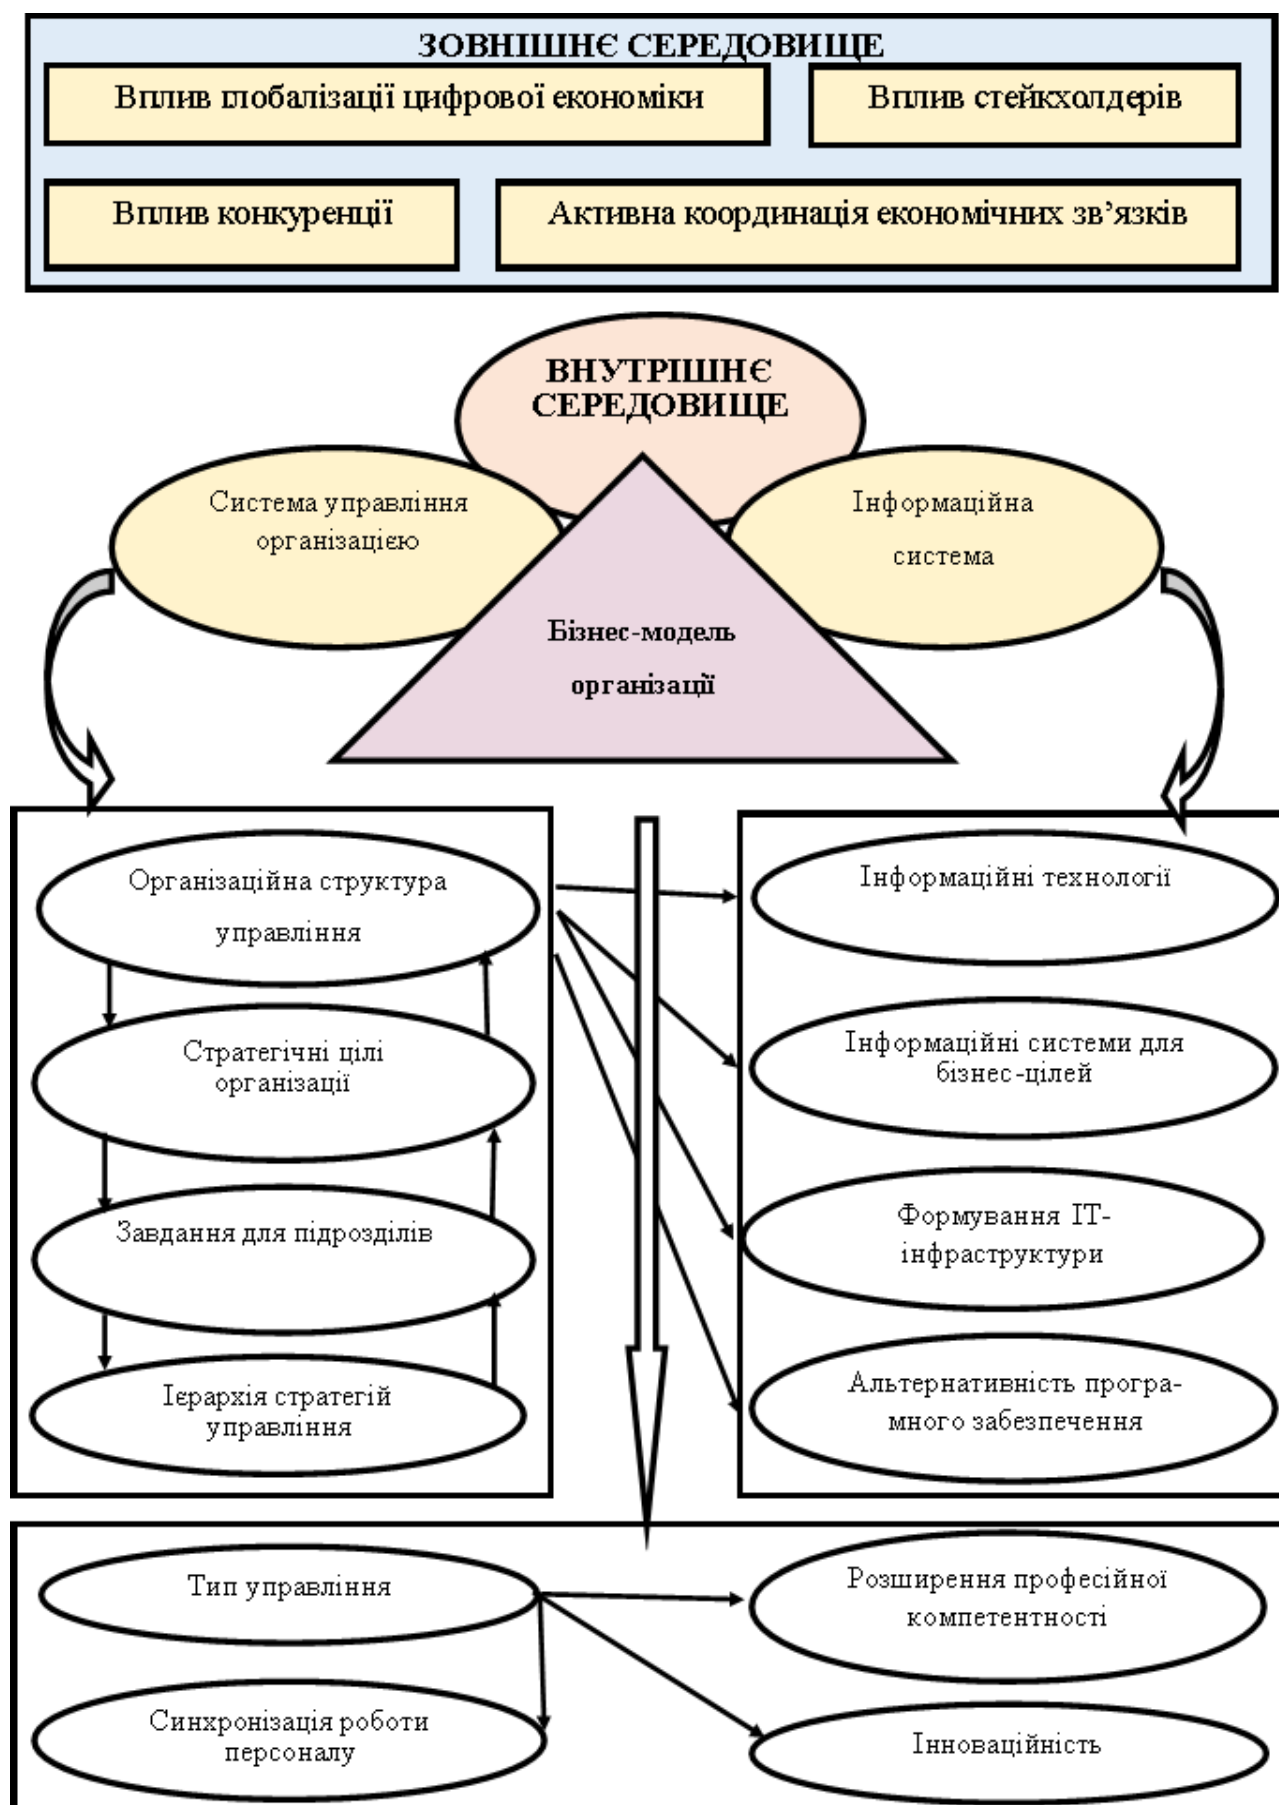 ЗОВНІШНЄ СЕРЕДОВИЩЕ
Вплив глобалізації цифрової економіки
Вплив стейкхолдерів
Вплив конкуренції
Активна координація економічних зв’язків
ВНУТРІШНЄ
СЕРЕДОВИЩЕ
Система управління
організацією
Інформаційна
система
Бізнес-модель
організації
Організаційна структура
управління
Стратегічні цілі
організації
Завдання для підрозділів
Ієрархія стратегій
управління
Інформаційні технології
Інформаційні системи для
бізнес-цілей
Формування ІТ-
інфраструктури
Альтернативність програ-
много забезпечення
Тип управління
Розширення професійної
компетентності
Синхронізація роботи
персоналу
Інноваційність